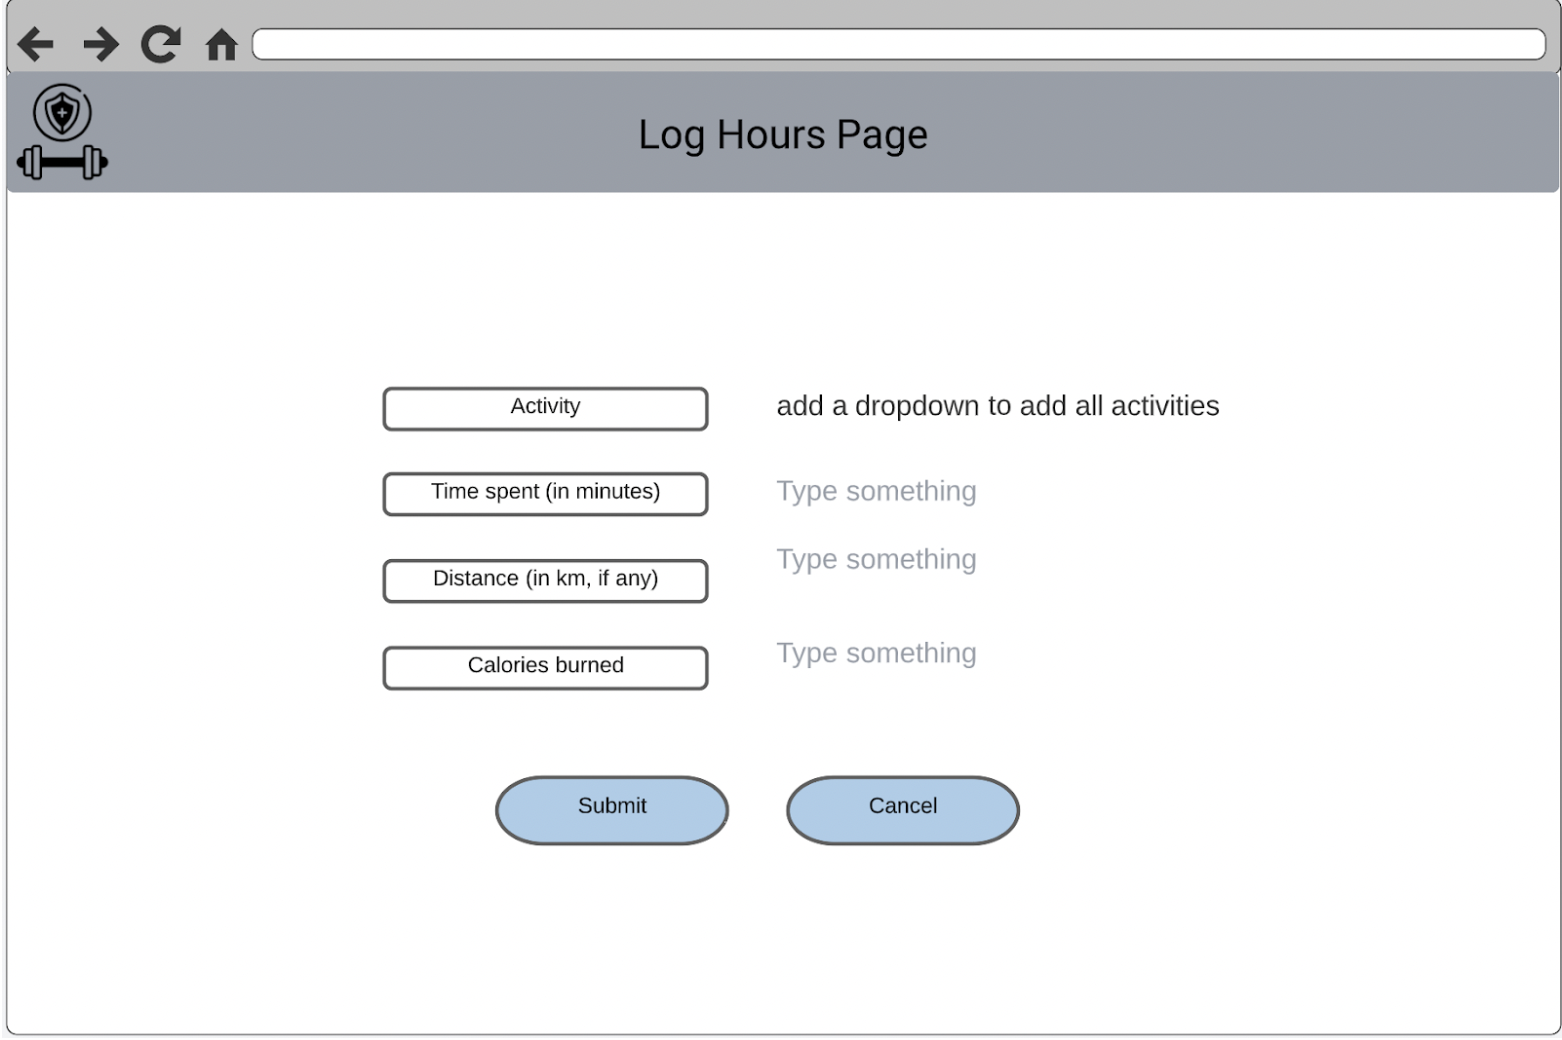 Log Hours Page
Activity
add a dropdown to add all activities
Time spent (in minutes)
Type something
Distance (in km, if any)
Type something
Calories burned
Type something
Submit
Cancel